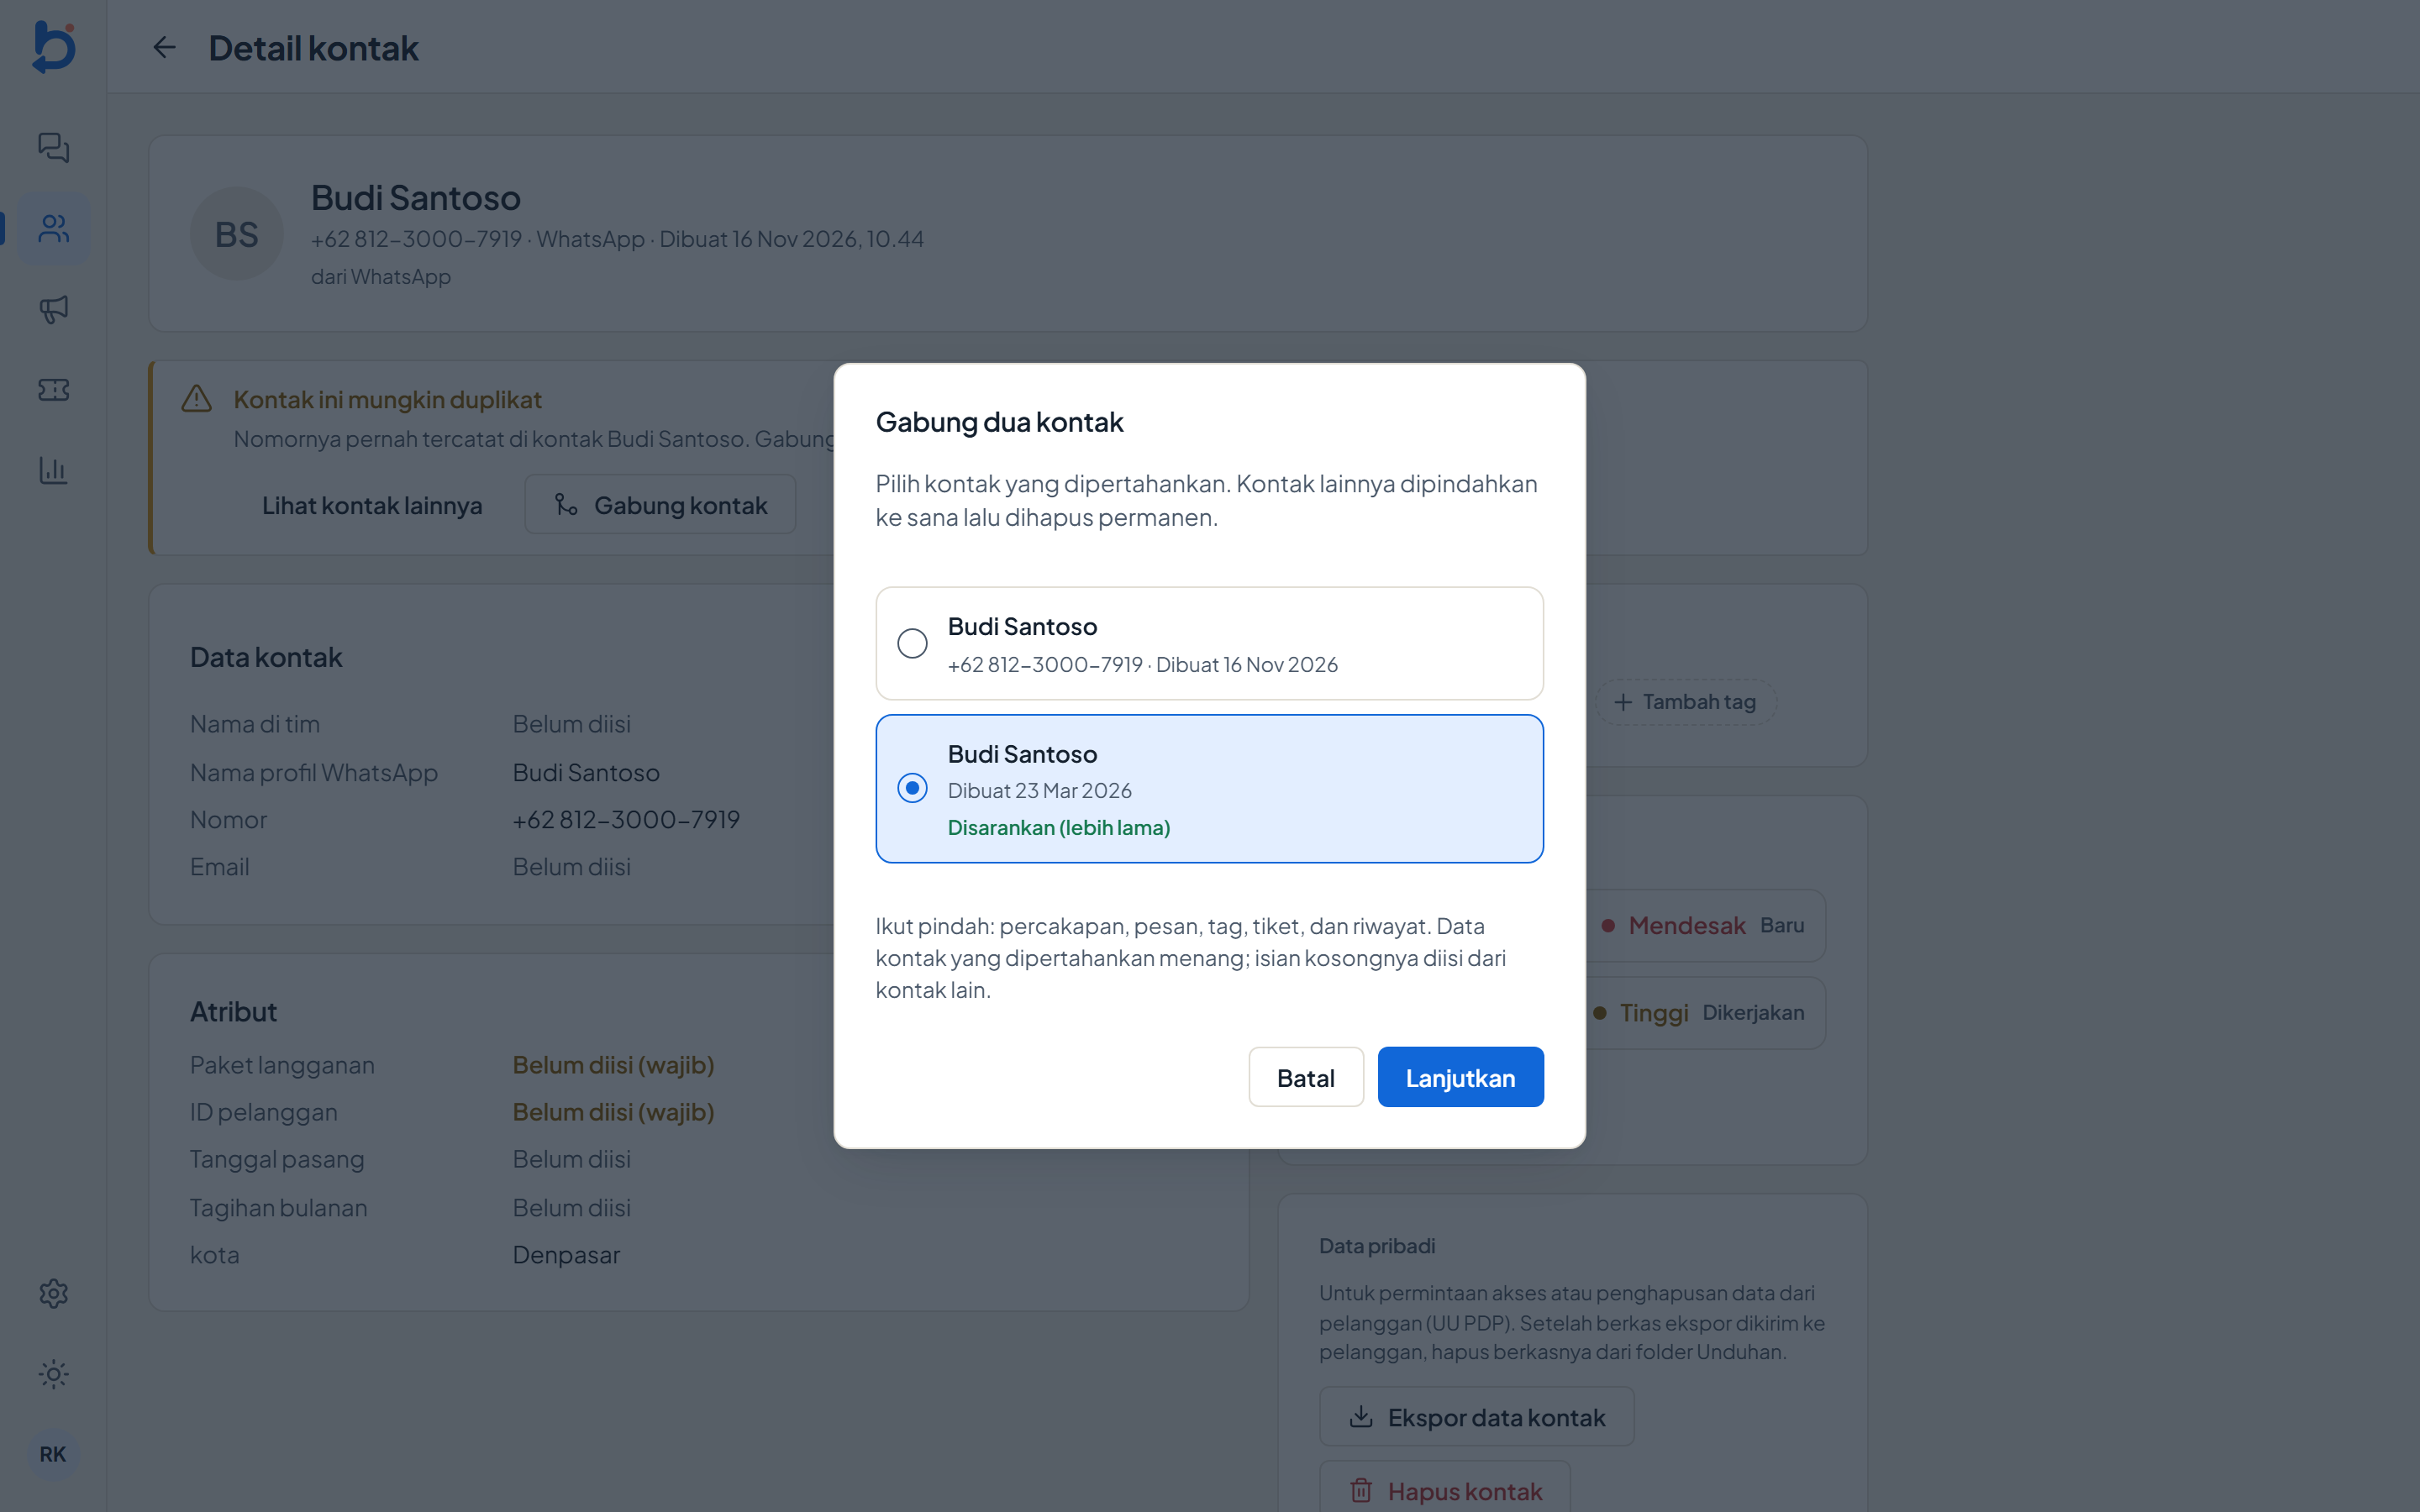 Detail kontak
BS
Budi Santoso
+62 812-3000-7919 · WhatsApp · Dibuat 16 Nov 2026, 10.44
dari WhatsApp
Kontak ini mungkin duplikat
Nomornya pernah tercatat di kontak Budi Santoso. Gabung
Lihat kontak lainnya
Gabung kontak
Data kontak
Nama di tim Belum diisi
Nama profil WhatsApp Budi Santoso
Nomor +62 812-3000-7919
Email Belum diisi
Atribut
Paket langganan Belum diisi (wajib)
ID pelanggan Belum diisi (wajib)
Tanggal pasang Belum diisi
Tagihan bulanan Belum diisi
kota Denpasar
Gabung dua kontak
Pilih kontak yang dipertahankan. Kontak lainnya dipindahkan
ke sana lalu dihapus permanen.
Budi Santoso
+62 812-3000-7919 · Dibuat 16 Nov 2026
Budi Santoso
Dibuat 23 Mar 2026
Disarankan (lebih lama)
Ikut pindah: percakapan, pesan, tag, tiket, dan riwayat. Data
kontak yang dipertahankan menang; isian kosongnya diisi dari
kontak lain.
Batal
Lanjutkan
Tambah tag
Mendesak Baru
Tinggi Dikerjakan
Data pribadi
Untuk permintaan akses atau penghapusan data dari
pelanggan (UU PDP). Setelah berkas ekspor dikirim ke
pelanggan, hapus berkasnya dari folder Unduhan.
Ekspor data kontak
Hapus kontak
RK